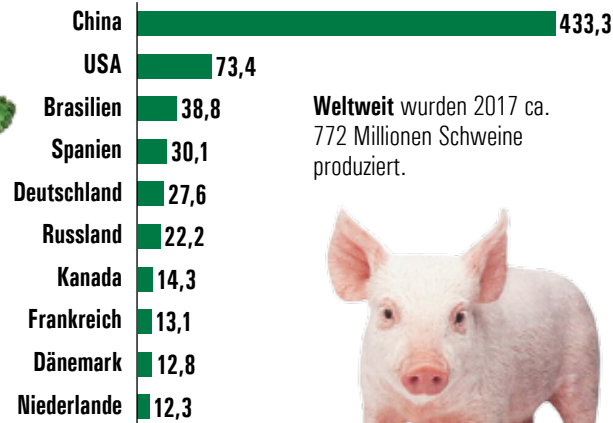 China 433,3
USA 73,4
Brasilien 38,8
Spanien 30,1
Deutschland 27,6
Russland 22,2
Kanada 14,3
Frankreich 13,1
Dänemark 12,8
Niederlande 12,3
Weltweit wurden 2017 ca.
772 Millionen Schweine
produziert.